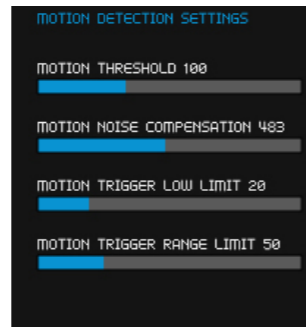 MOTION DETECTION SETTINGS
MOTION THRESHOLD 100
MOTION NOISE COMPENSATION 483
MOTION TRIGGER LOW LIMIT 20
MOTION TRIGGER RANGE LIMIT 50